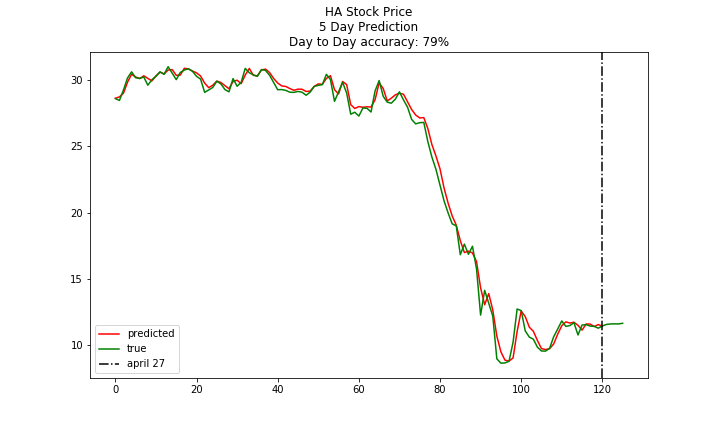 HA Stock Price
5 Day Prediction
Day to Day accuracy: 79%
30
25
20
15
10
predicted
true
april 27
0
20
40
60
80
100
120